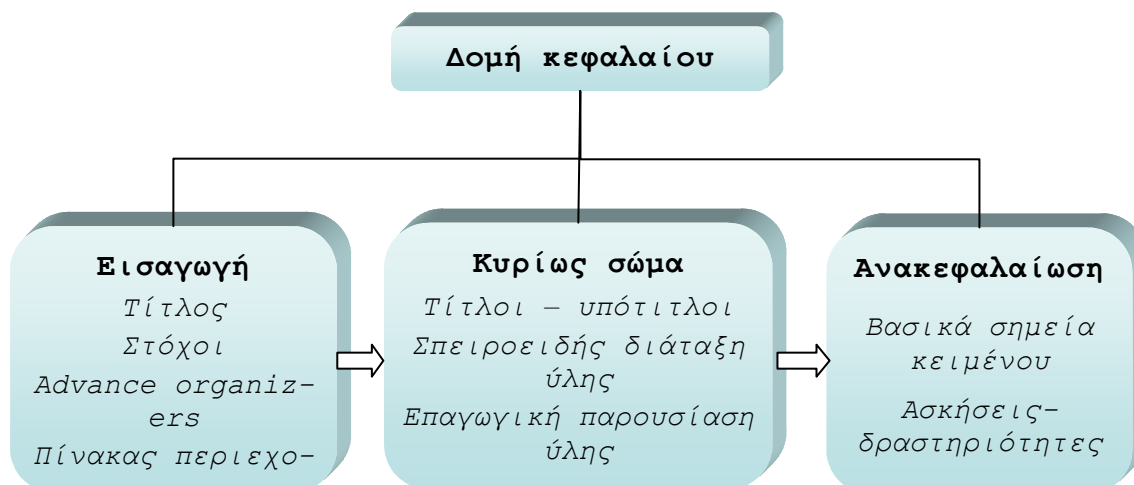 Δομή κεφαλαίου
Εισαγωγή
Τίτλος
Στόχοι
Advance organiz-
ers
Πίνακας περιεχο-
Κυρίως σώμα
Τίτλοι – υπότιτλοι
Σπειροειδής διάταξη
ύλης
Επαγωγική παρουσίαση
ύλης
Ανακεφαλαίωση
Βασικά σημεία
κειμένου
Ασκήσεις-
δραστηριότητες